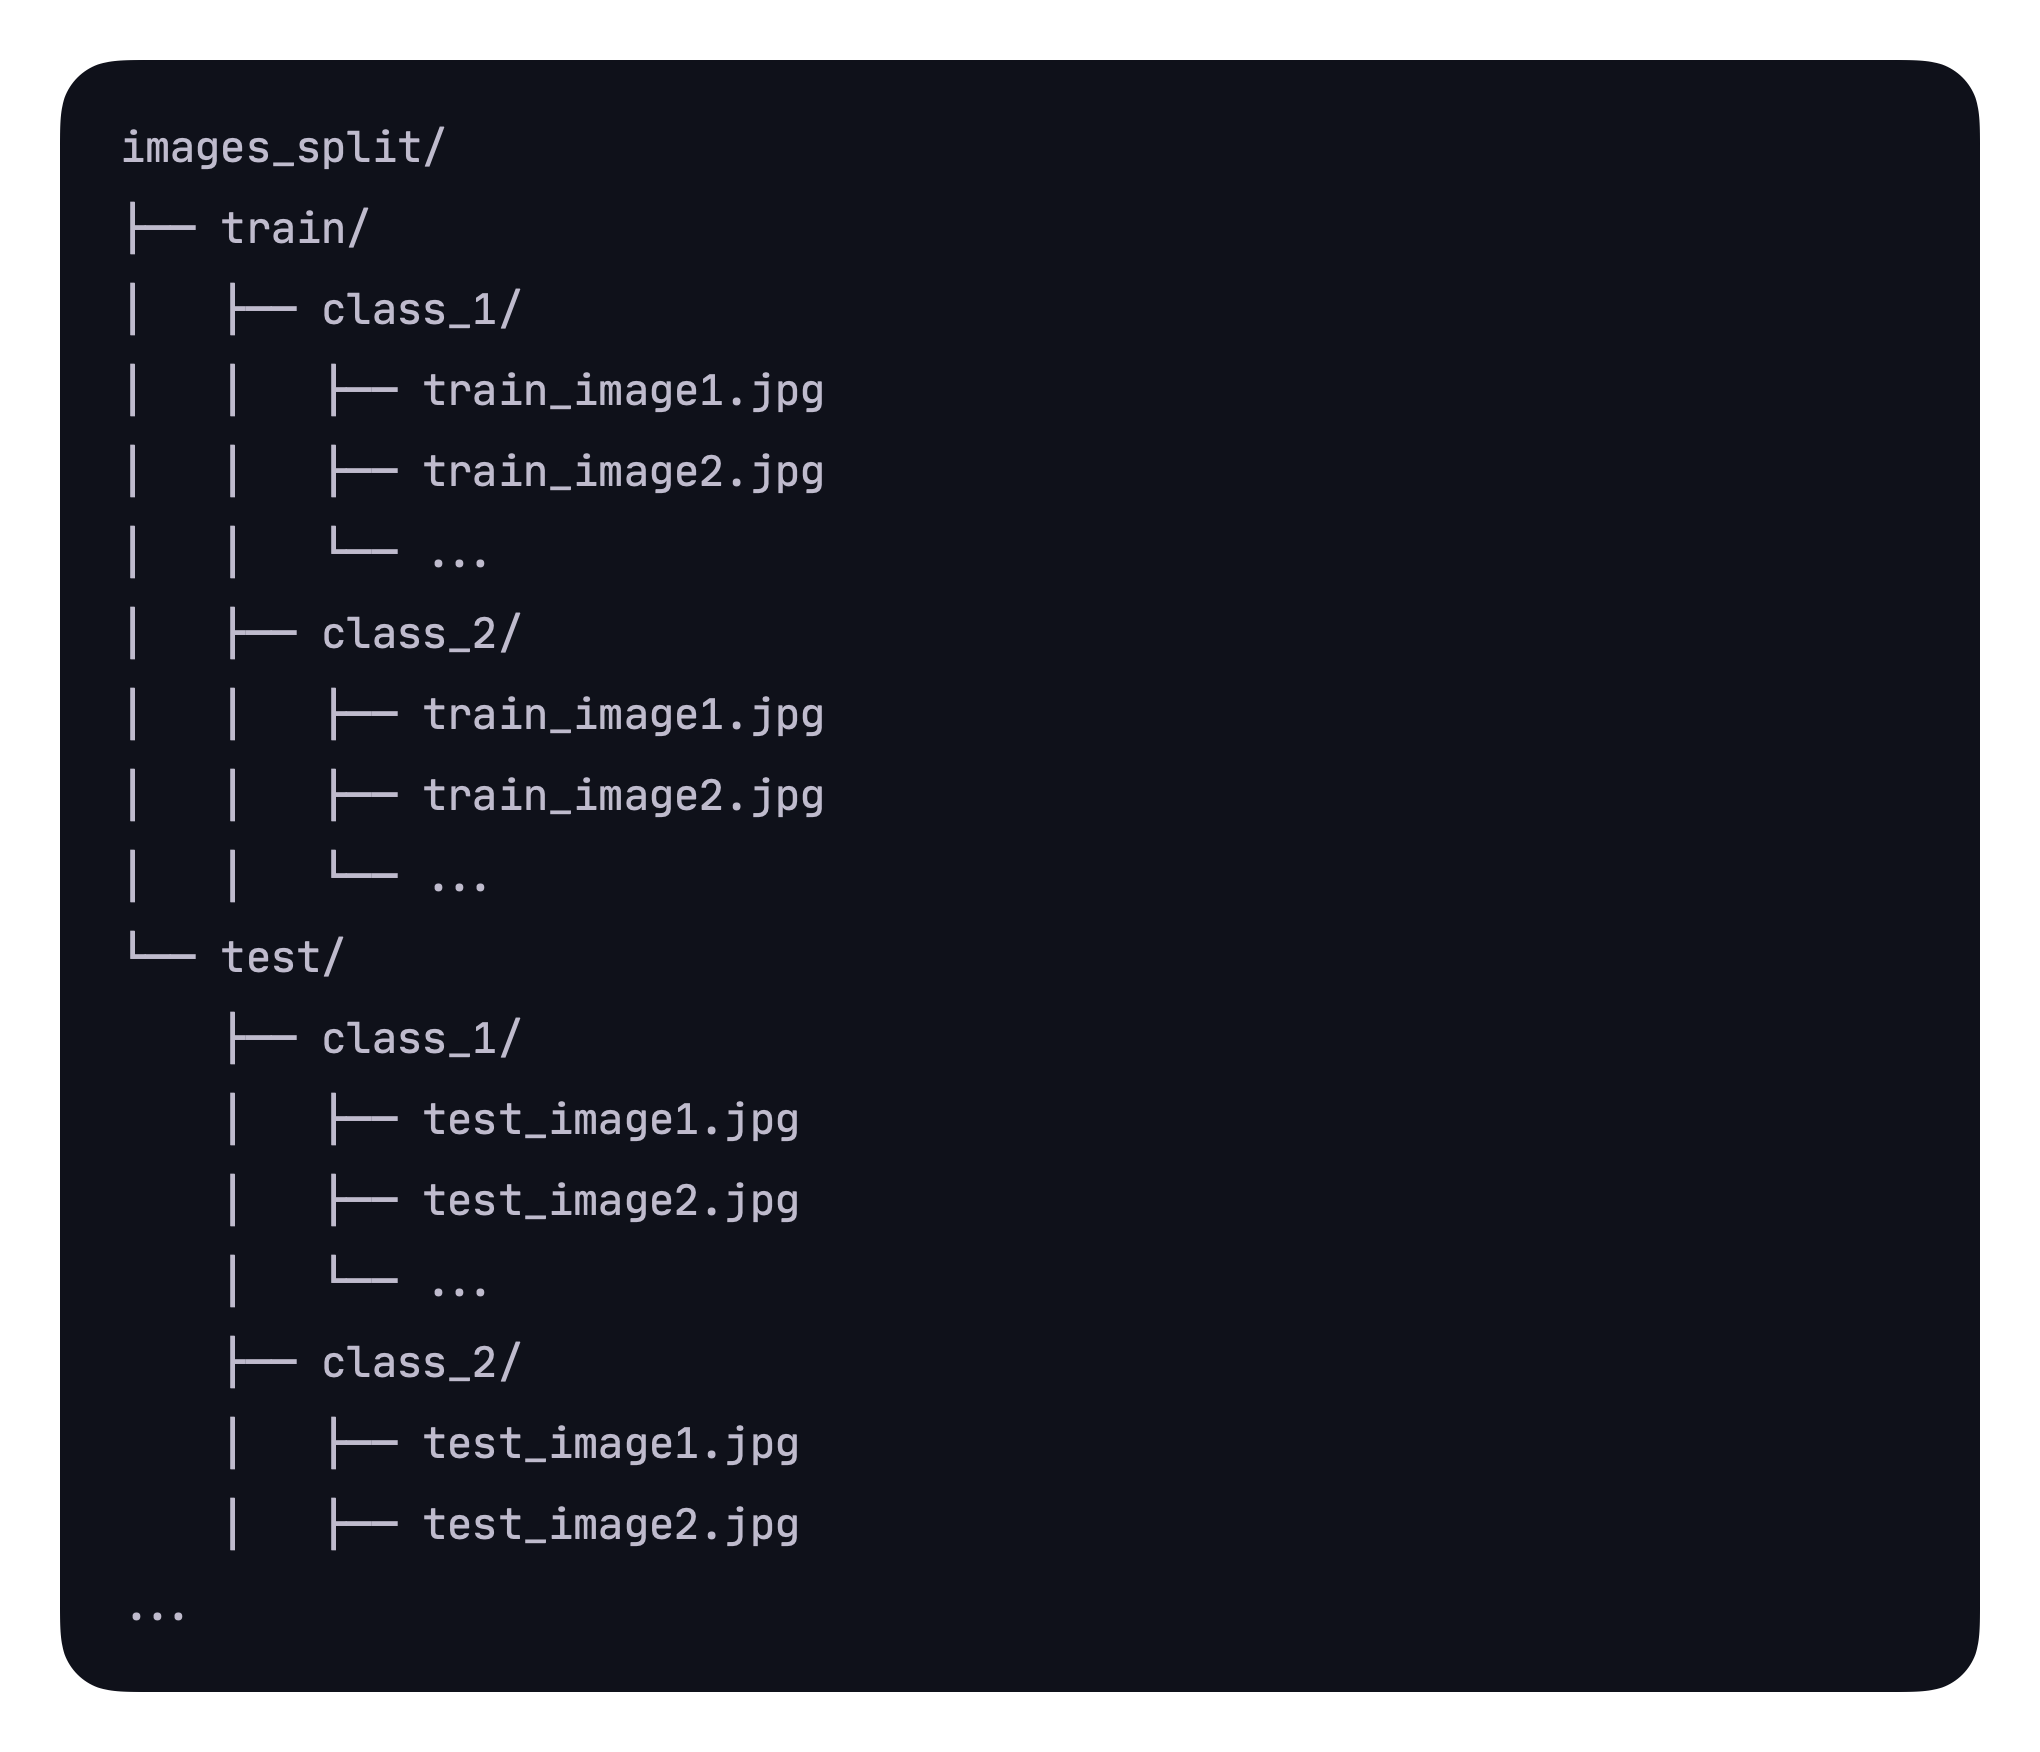 images_split/
├── train/
│   ├── class_1/
│   │   ├── train_image1.jpg
│   │   ├── train_image2.jpg
│   │   └── ...
│   ├── class_2/
│   │   ├── train_image1.jpg
│   │   ├── train_image2.jpg
│   │   └── ...
└── test/
    ├── class_1/
    │   ├── test_image1.jpg
    │   ├── test_image2.jpg
    │   └── ...
    ├── class_2/
    │   ├── test_image1.jpg
    │   ├── test_image2.jpg
...